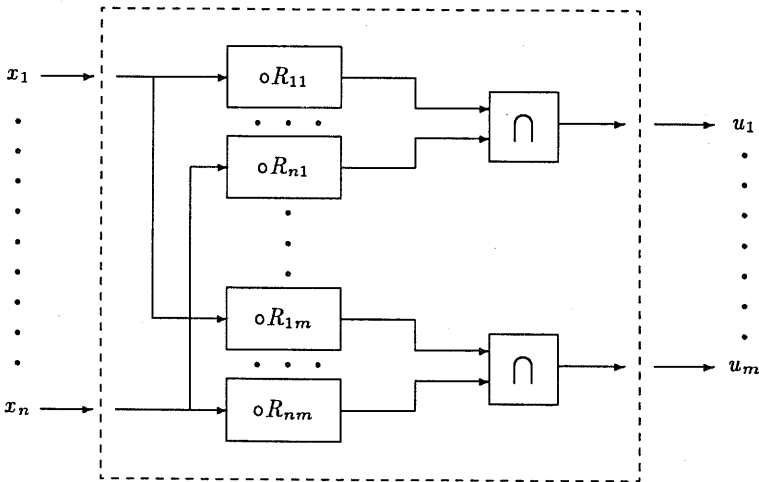 x₁
∘R₁₁
∩
u₁
∘Rₙ₁
∘R₁ₘ
∩
uₘ
xₙ
∘Rₙₘ